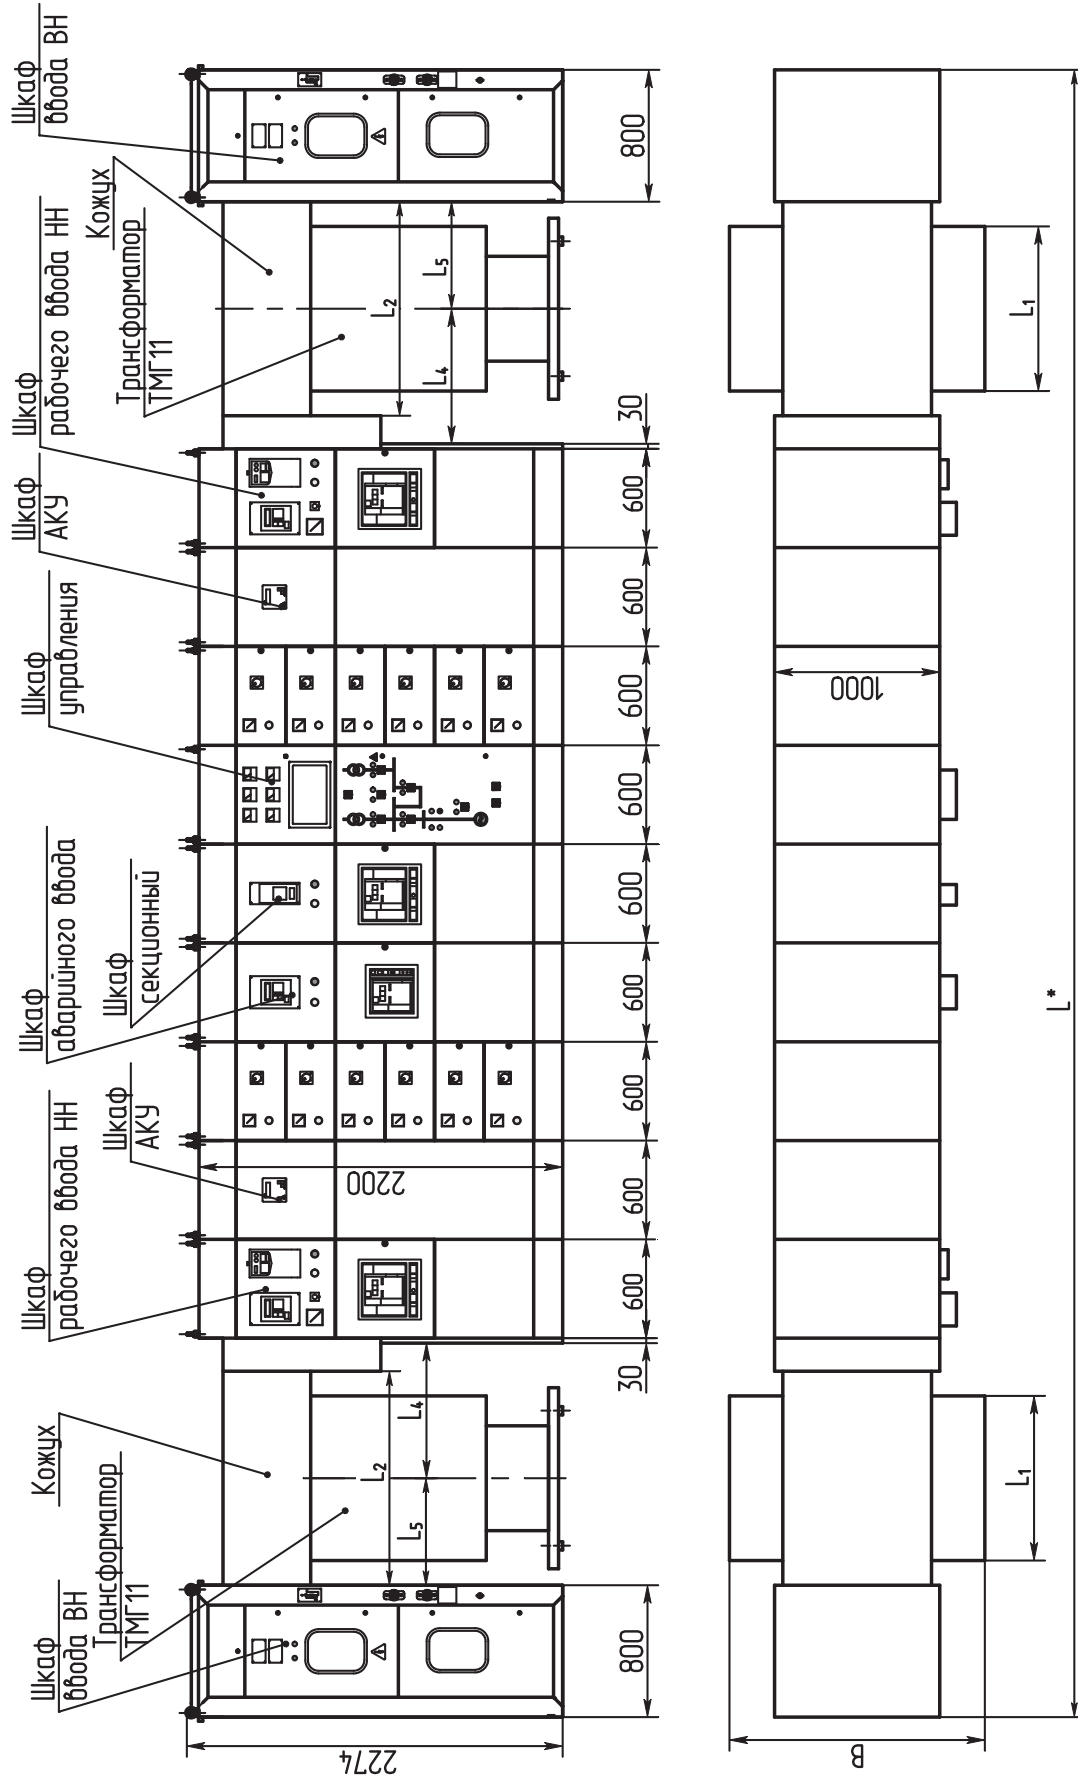 Шкаф
ввода ВН
Трансформатор
ТМГ11
Кожух
Шкаф
рабочего ввода НН
Шкаф
АКУ
Шкаф
аварийного ввода
Шкаф
секционный
Шкаф
управления
Шкаф
АКУ
Шкаф
рабочего ввода НН
Трансформатор
ТМГ11
Кожух
Шкаф
ввода ВН
2274
2200
L₂
L₂
L₅
L₄
L₄
L₅
800
30
600
600
600
600
600
600
600
600
600
30
800
B
1000
L₁
L₁
L*